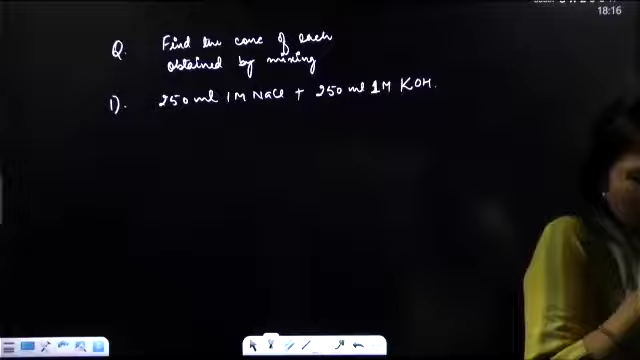 18:16
Q. Find the conc of each
obtained by mixing
1). 250 ml 1M NaCl + 250 ml 1M KOH.